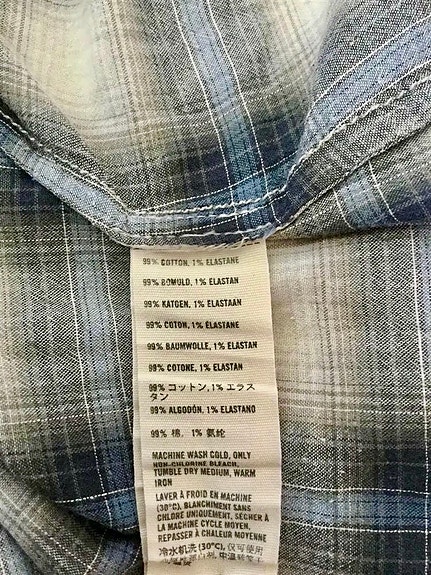 99% COTTON, 1% ELASTANE
99% BOMULD, 1% ELASTAN
99% KATOEN, 1% ELASTAAN
99% COTON, 1% ÉLASTANE
99% BAUMWOLLE, 1% ELASTAN
99% COTONE, 1% ELASTAN
99% コットン, 1% エラス
タン
99% ALGODÓN, 1% ELASTANO
99% 棉, 1% 氨纶
MACHINE WASH COLD, ONLY
NON-CHLORINE BLEACH,
TUMBLE DRY MEDIUM, WARM
IRON
LAVER À FROID EN MACHINE
(30°C), BLANCHIMENT SANS
CHLORE UNIQUEMENT, SÉCHER À
LA MACHINE CYCLE MOYEN,
REPASSER À CHALEUR MOYENNE
冷水机洗 (30°C), 仅可使用